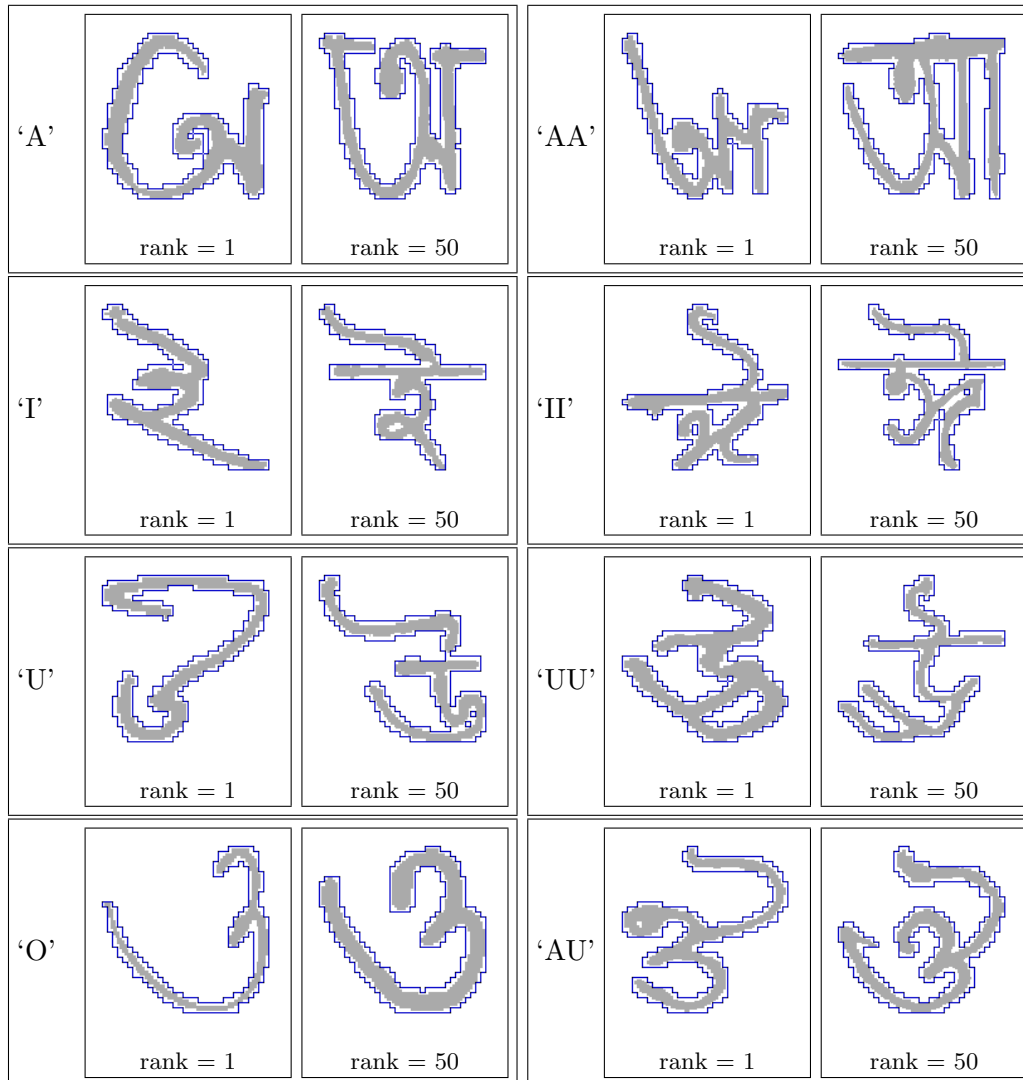 ‘A’ অ অ ‘AA’ আ আ
rank = 1 rank = 50 rank = 1 rank = 50
‘I’ ই ই ‘II’ ঈ ঈ
rank = 1 rank = 50 rank = 1 rank = 50
‘U’ উ উ ‘UU’ ঊ ঊ
rank = 1 rank = 50 rank = 1 rank = 50
‘O’ ও ও ‘AU’ ঔ ঔ
rank = 1 rank = 50 rank = 1 rank = 50